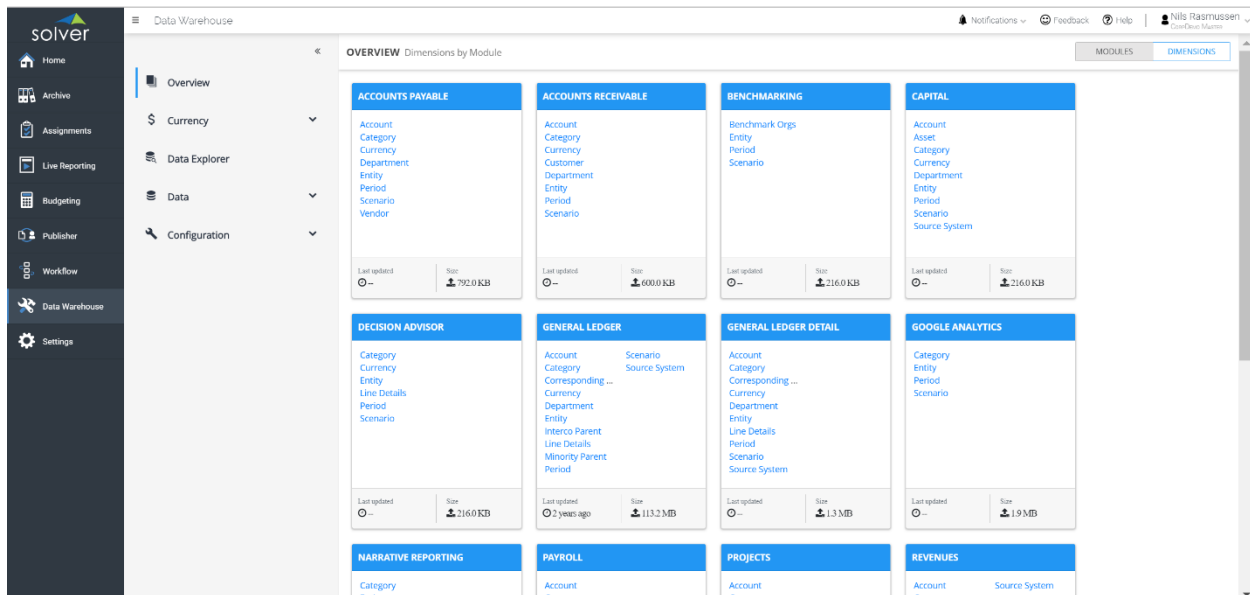 solver
Data Warehouse
Notifications
Feedback
Help
Nils Rasmussen
Home
Archive
Assignments
Live Reporting
Budgeting
Publisher
Workflow
Data Warehouse
Settings
«
Overview
Currency
Data Explorer
Data
Configuration
OVERVIEW Dimensions by Module
MODULES DIMENSIONS
ACCOUNTS PAYABLE
Account
Category
Currency
Department
Entity
Period
Scenario
Vendor
Last updated
--
Size
792.0 KB
ACCOUNTS RECEIVABLE
Account
Category
Currency
Customer
Department
Entity
Period
Scenario
Last updated
--
Size
600.0 KB
BENCHMARKING
Benchmark Orgs
Entity
Period
Scenario
Last updated
--
Size
216.0 KB
CAPITAL
Account
Asset
Category
Currency
Department
Entity
Period
Scenario
Source System
Last updated
--
Size
216.0 KB
DECISION ADVISOR
Category
Currency
Entity
Line Details
Period
Scenario
Last updated
--
Size
216.0 KB
GENERAL LEDGER
Account
Category
Corresponding ...
Currency
Department
Entity
Interco Parent
Line Details
Minority Parent
Period
Scenario
Source System
Last updated
2 years ago
Size
113.2 MB
GENERAL LEDGER DETAIL
Account
Category
Corresponding ...
Currency
Department
Entity
Line Details
Period
Scenario
Source System
Last updated
--
Size
1.3 MB
GOOGLE ANALYTICS
Category
Entity
Period
Scenario
Last updated
--
Size
1.9 MB
NARRATIVE REPORTING
Category
PAYROLL
Account
PROJECTS
Account
REVENUES
Account
Source System